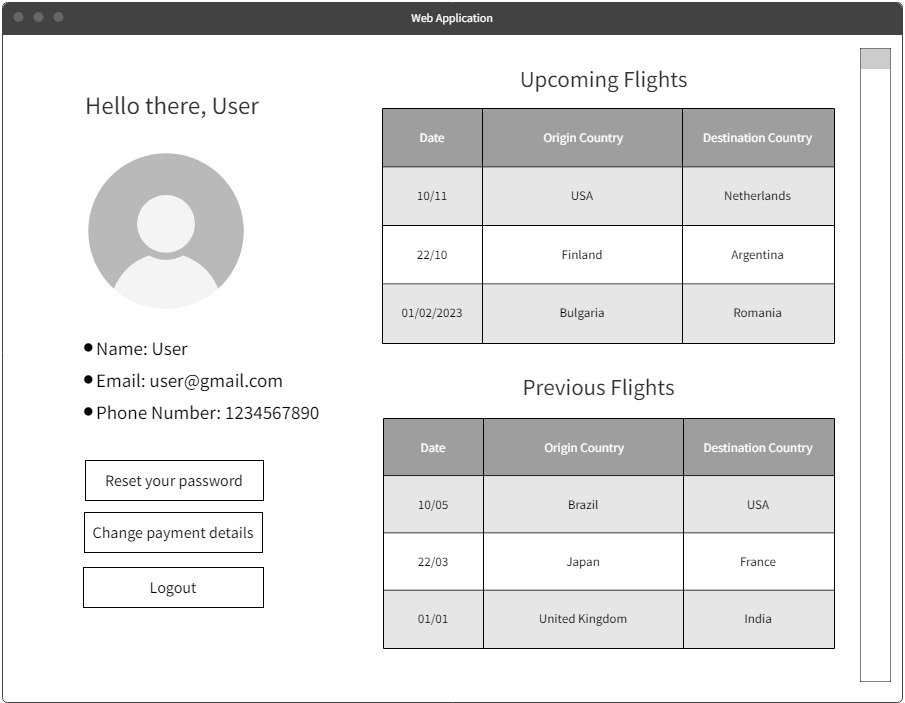 Web Application
Hello there, User
Name: User
Email: user@gmail.com
Phone Number: 1234567890
Reset your password
Change payment details
Logout
Upcoming Flights
Date Origin Country Destination Country
10/11 USA Netherlands
22/10 Finland Argentina
01/02/2023 Bulgaria Romania
Previous Flights
Date Origin Country Destination Country
10/05 Brazil USA
22/03 Japan France
01/01 United Kingdom India